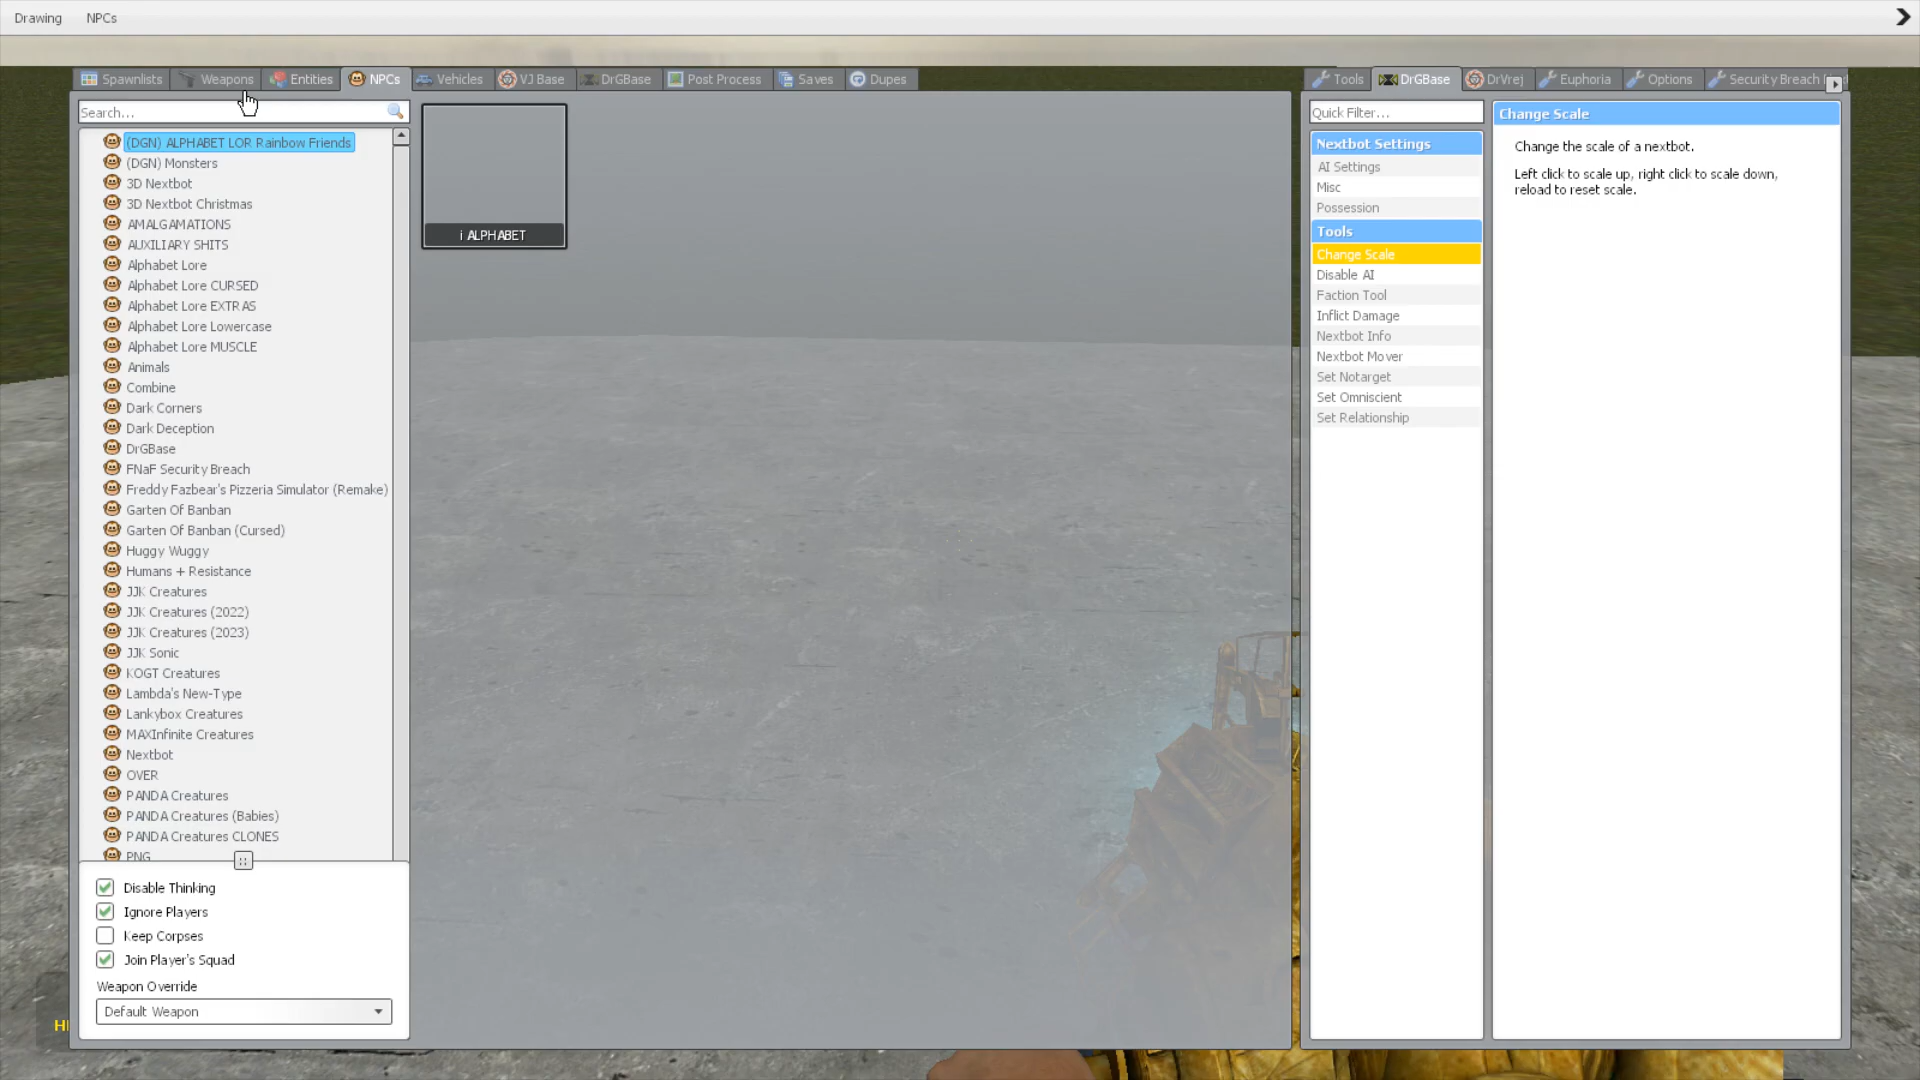 Drawing NPCs
Spawnlists Weapons Entities NPCs Vehicles VJ Base DrGBase Post Process Saves Dupes
Search...
(DGN) ALPHABET LOR Rainbow Friends
(DGN) Monsters
3D Nextbot
3D Nextbot Christmas
AMALGAMATIONS
AUXILIARY SHITS
Alphabet Lore
Alphabet Lore CURSED
Alphabet Lore EXTRAS
Alphabet Lore Lowercase
Alphabet Lore MUSCLE
Animals
Combine
Dark Corners
Dark Deception
DrGBase
FNaF Security Breach
Freddy Fazbear's Pizzeria Simulator (Remake)
Garten Of Banban
Garten Of Banban (Cursed)
Huggy Wuggy
Humans + Resistance
JJK Creatures
JJK Creatures (2022)
JJK Creatures (2023)
JJK Sonic
KOGT Creatures
Lambda's New-Type
Lankybox Creatures
MAXInfinite Creatures
Nextbot
OVER
PANDA Creatures
PANDA Creatures (Babies)
PANDA Creatures CLONES
PNG
Disable Thinking
Ignore Players
Keep Corpses
Join Player's Squad
Weapon Override
Default Weapon
i ALPHABET
Tools DrGBase DrVrej Euphoria Options Security Breach
Quick Filter...
Nextbot Settings
AI Settings
Misc
Possession
Tools
Change Scale
Disable AI
Faction Tool
Inflict Damage
Nextbot Info
Nextbot Mover
Set Notarget
Set Omniscient
Set Relationship
Change Scale
Change the scale of a nextbot.
Left click to scale up, right click to scale down,
reload to reset scale.